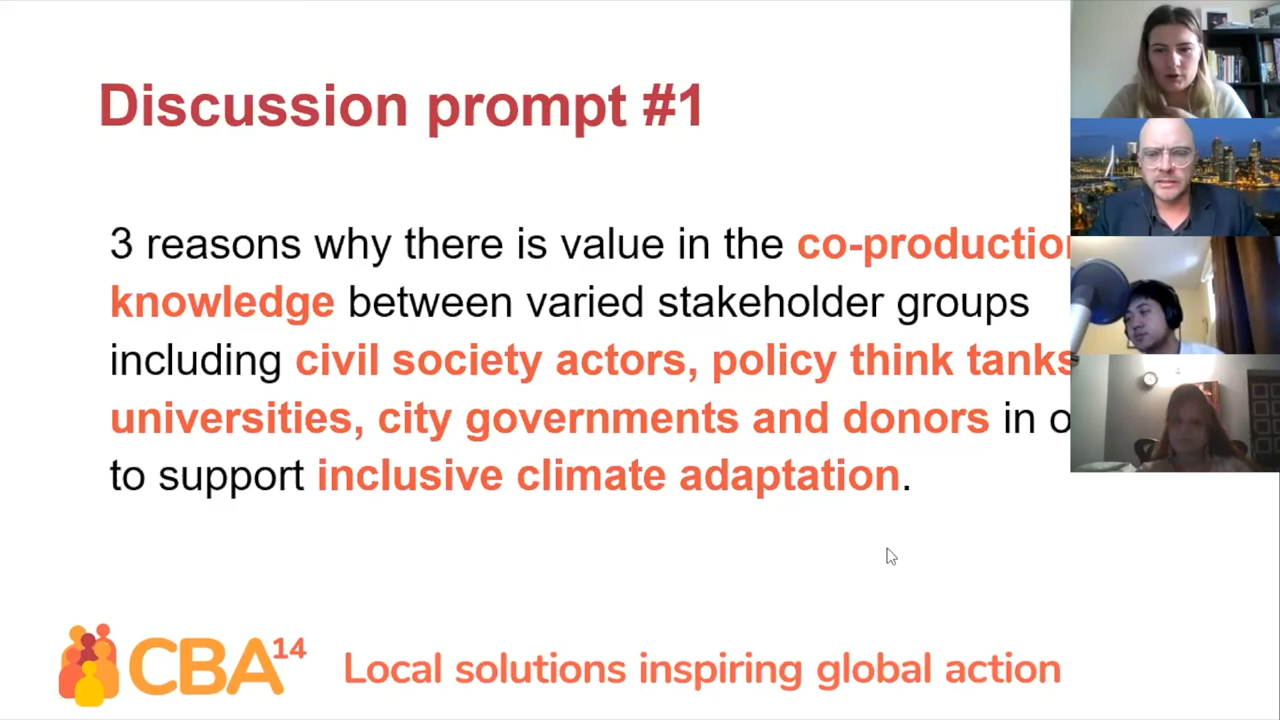 Discussion prompt #1
3 reasons why there is value in the co-production
knowledge between varied stakeholder groups
including civil society actors, policy think tanks
universities, city governments and donors in o
to support inclusive climate adaptation.
CBA14 Local solutions inspiring global action